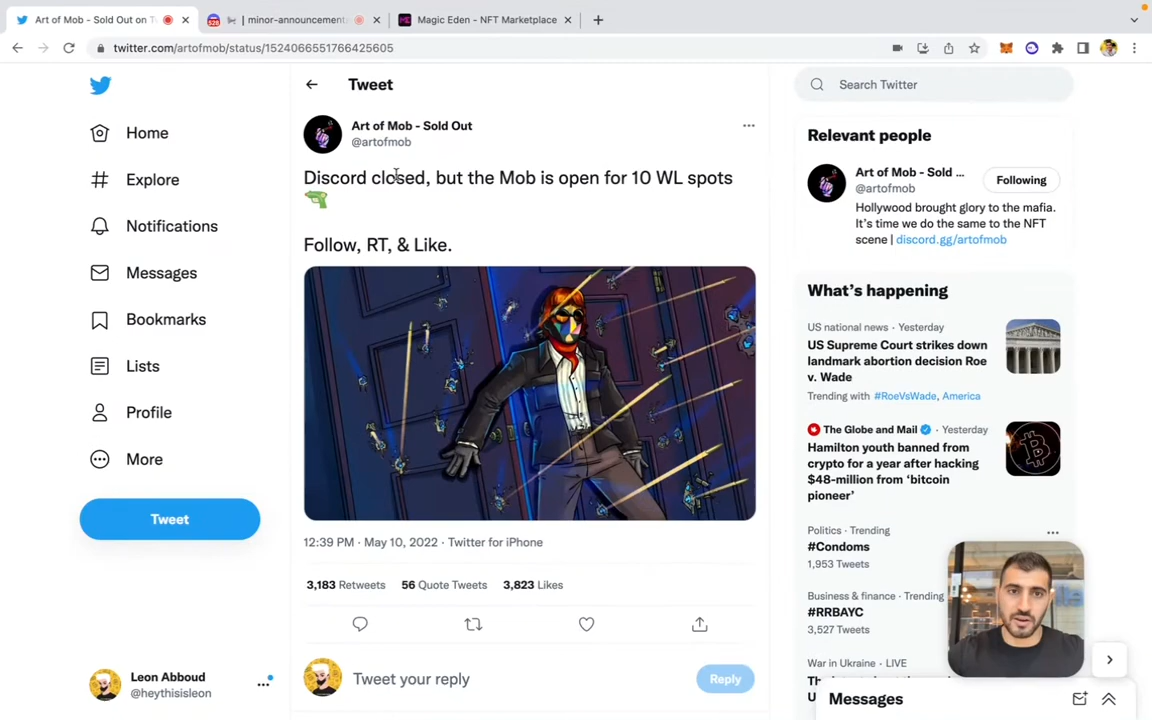 Art of Mob - Sold Out on T
528
| minor-announcement
Magic Eden - NFT Marketplace
twitter.com/artofmob/status/1524066551766425605
Home
Explore
Notifications
Messages
Bookmarks
Lists
Profile
More
Tweet
Leon Abboud
@heythisisleon
Tweet
Art of Mob - Sold Out
@artofmob
Discord closed, but the Mob is open for 10 WL spots
Follow, RT, & Like.
12:39 PM · May 10, 2022 · Twitter for iPhone
3,183 Retweets 56 Quote Tweets 3,823 Likes
Tweet your reply
Reply
Search Twitter
Relevant people
Art of Mob - Sold ...
@artofmob
Following
Hollywood brought glory to the mafia.
It's time we do the same to the NFT
scene | discord.gg/artofmob
What's happening
US national news · Yesterday
US Supreme Court strikes down
landmark abortion decision Roe
v. Wade
Trending with #RoeVsWade, America
The Globe and Mail · Yesterday
Hamilton youth banned from
crypto for a year after hacking
$48-million from 'bitcoin
pioneer'
Politics · Trending
#Condoms
1,953 Tweets
Business & finance · Trending
#RRBAYC
3,527 Tweets
War in Ukraine · LIVE
Messages